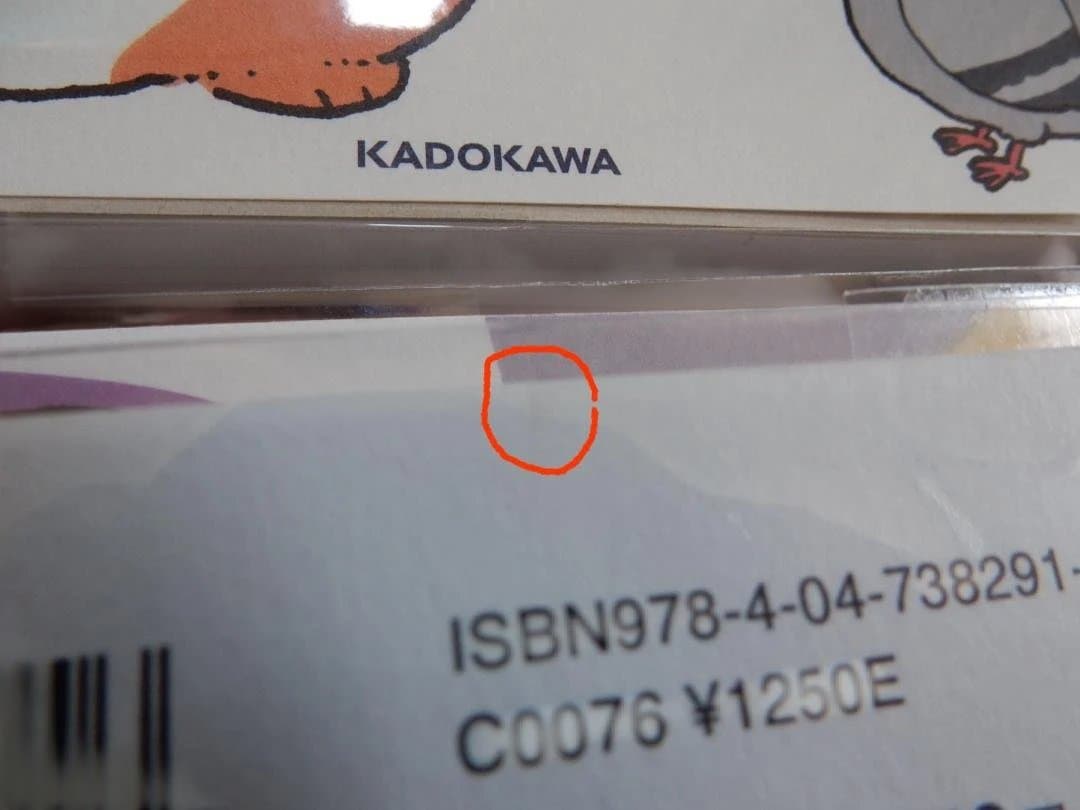 KADOKAWA
ISBN978-4-04-738291-
C0076 ¥1250E